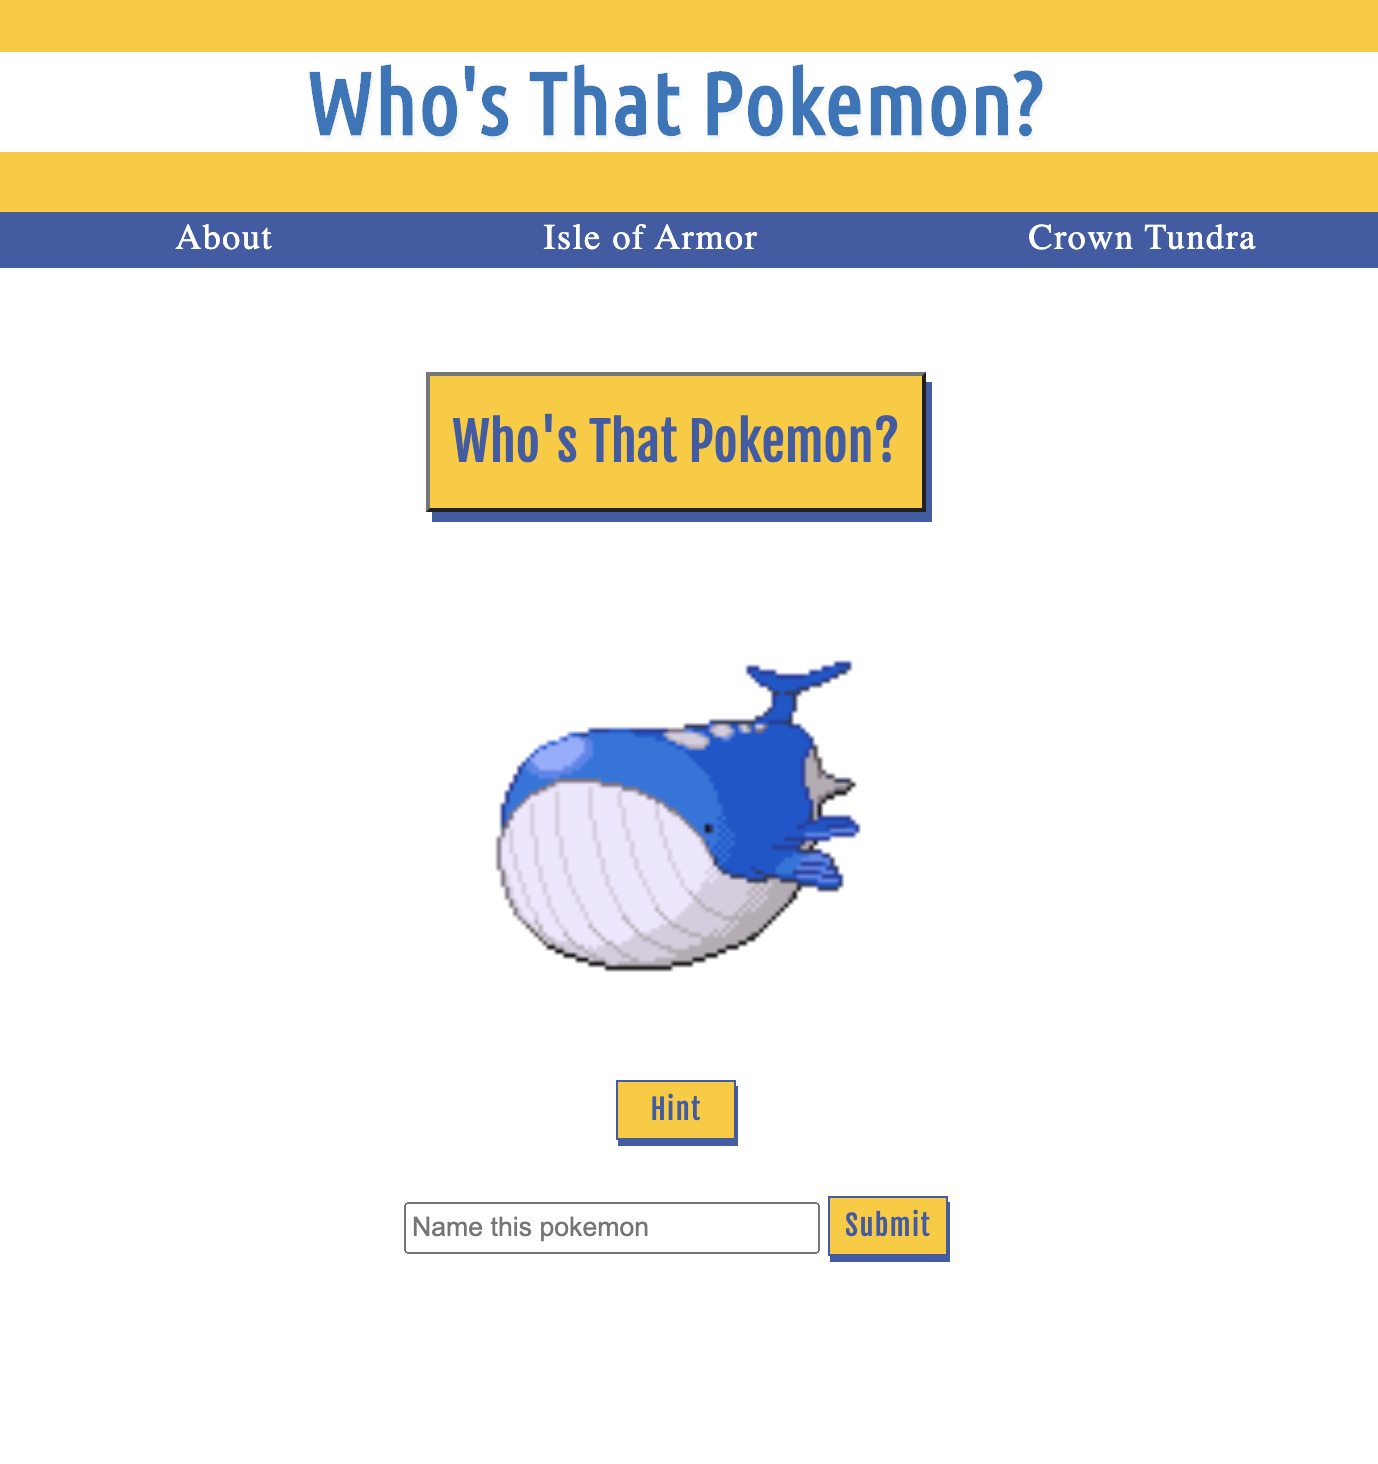 Who's That Pokemon?
About Isle of Armor Crown Tundra
Who's That Pokemon?
Hint
Name this pokemon Submit